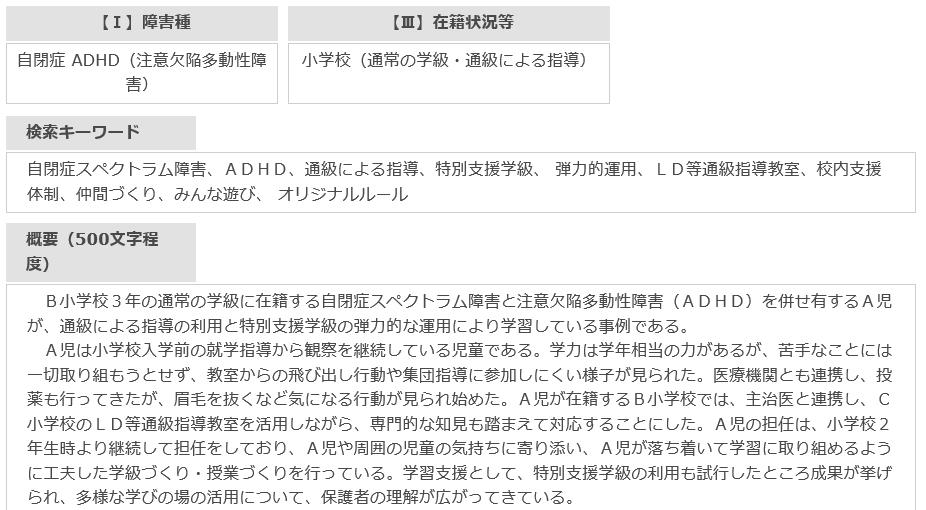 【Ⅰ】障害種
【Ⅲ】在籍状況等
自閉症 ADHD（注意欠陥多動性障
害）
小学校（通常の学級・通級による指導）
検索キーワード
自閉症スペクトラム障害、ＡＤＨＤ、通級による指導、特別支援学級、 弾力的運用、ＬＤ等通級指導教室、校内支援
体制、仲間づくり、みんな遊び、 オリジナルルール
概要（500文字程
度）
　Ｂ小学校３年の通常の学級に在籍する自閉症スペクトラム障害と注意欠陥多動性障害（ＡＤＨＤ）を併せ有するＡ児
が、通級による指導の利用と特別支援学級の弾力的な運用により学習している事例である。
　Ａ児は小学校入学前の就学指導から観察を継続している児童である。学力は学年相当の力があるが、苦手なことには
一切取り組もうとせず、教室からの飛び出し行動や集団指導に参加しにくい様子が見られた。医療機関とも連携し、投
薬も行ってきたが、眉毛を抜くなど気になる行動が見られ始めた。Ａ児が在籍するＢ小学校では、主治医と連携し、Ｃ
小学校のＬＤ等通級指導教室を活用しながら、専門的な知見も踏まえて対応することにした。Ａ児の担任は、小学校２
年生時より継続して担任をしており、Ａ児や周囲の児童の気持ちに寄り添い、Ａ児が落ち着いて学習に取り組めるよう
に工夫した学級づくり・授業づくりを行っている。学習支援として、特別支援学級の利用も試行したところ成果が挙げ
られ、多様な学びの場の活用について、保護者の理解が広がってきている。